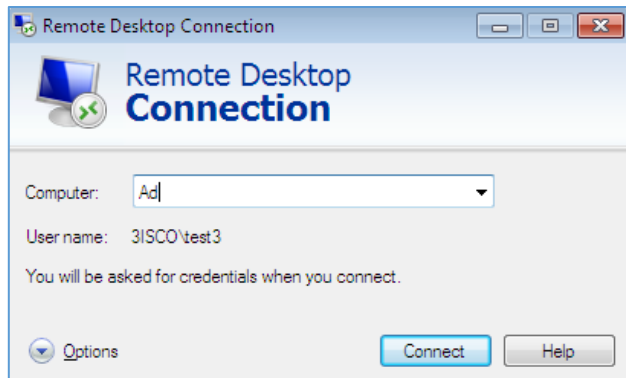 Remote Desktop Connection
Remote Desktop
Connection
Computer: Ad
User name: 3ISCO\test3
You will be asked for credentials when you connect.
Options Connect Help